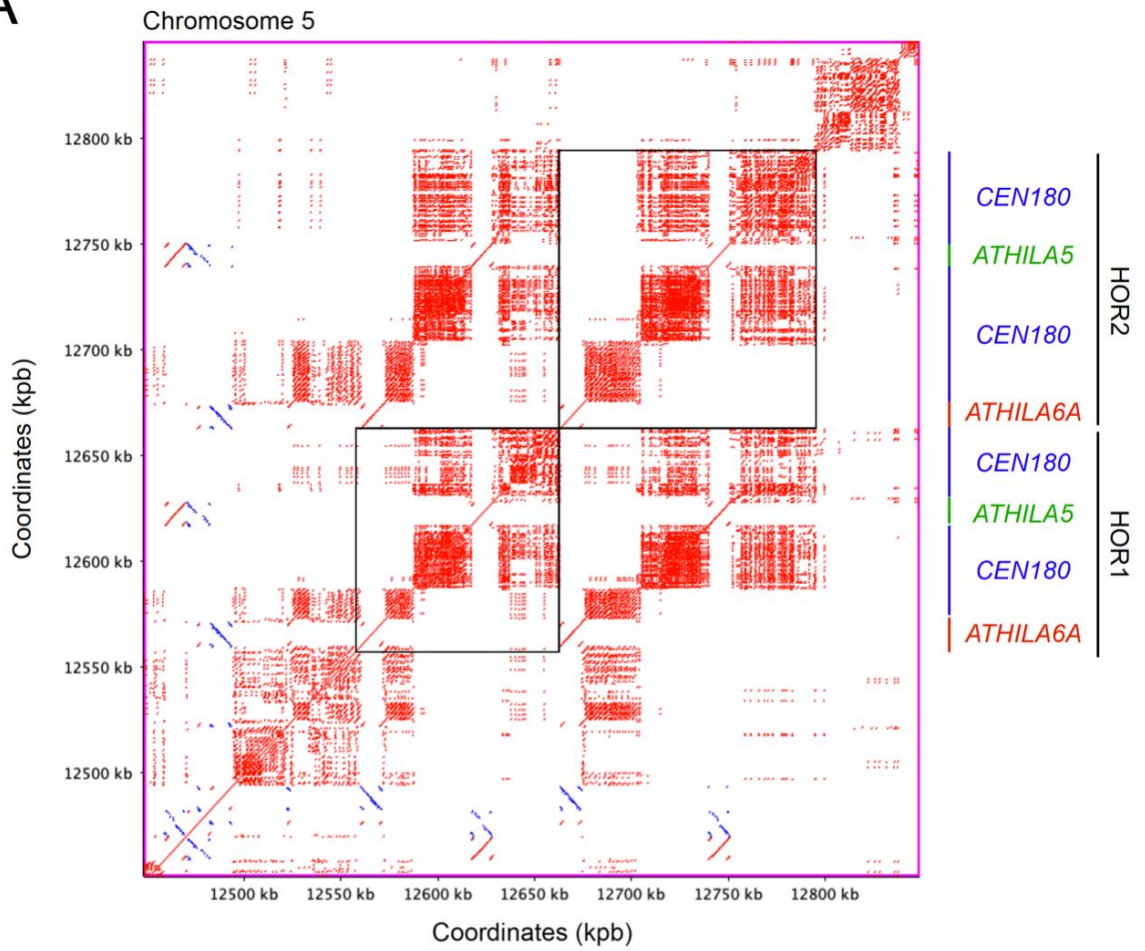 A
Chromosome 5
12800 kb
12750 kb
12700 kb
12650 kb
12600 kb
12550 kb
12500 kb
Coordinates (kpb)
12500 kb
12550 kb
12600 kb
12650 kb
12700 kb
12750 kb
12800 kb
Coordinates (kpb)
CEN180
ATHILA5
CEN180
ATHILA6A
CEN180
ATHILA5
CEN180
ATHILA6A
HOR2
HOR1